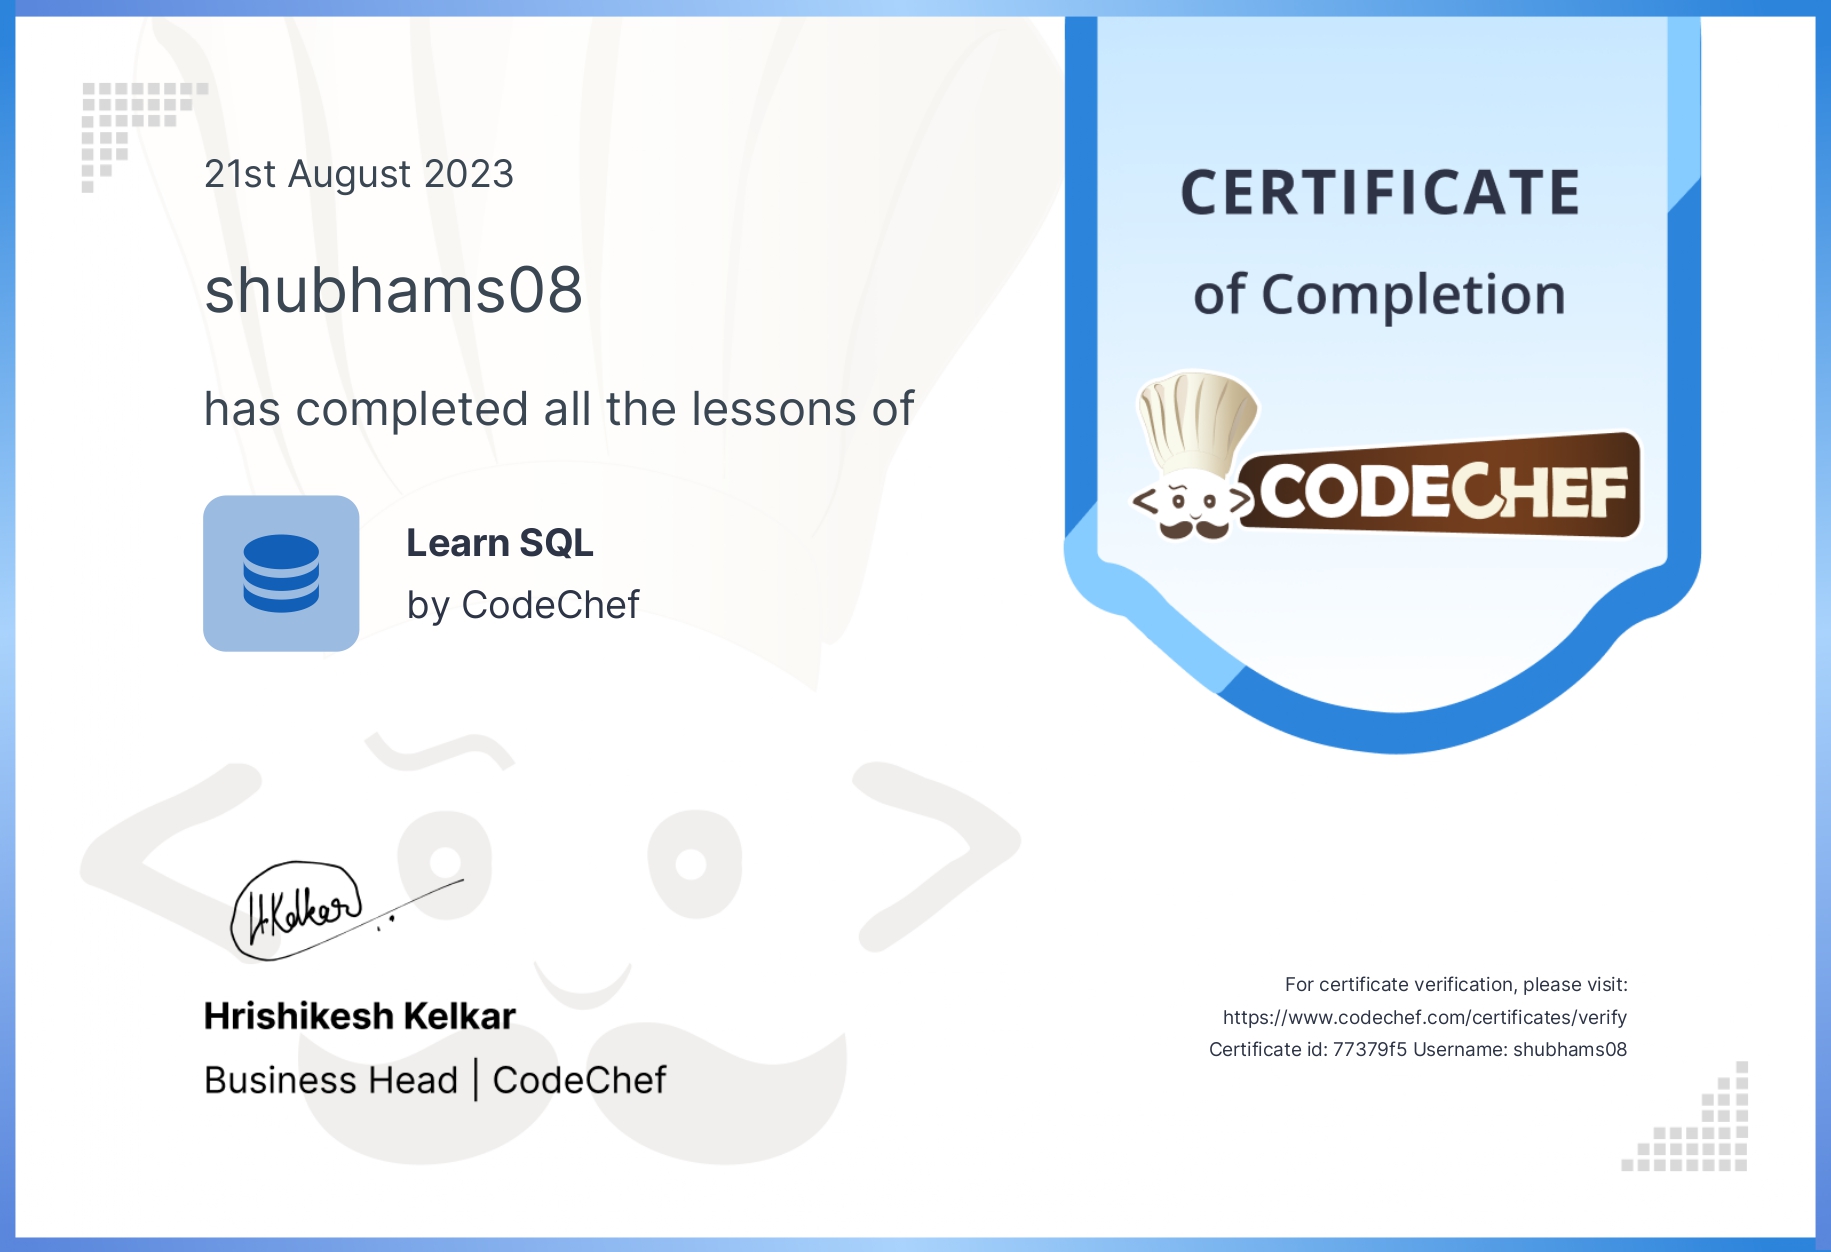 21st August 2023
shubhams08
has completed all the lessons of
Learn SQL
by CodeChef
CERTIFICATE
of Completion
<CODECHEF
HKelkar
Hrishikesh Kelkar
Business Head | CodeChef
For certificate verification, please visit:
https://www.codechef.com/certificates/verify
Certificate id: 77379f5 Username: shubhams08